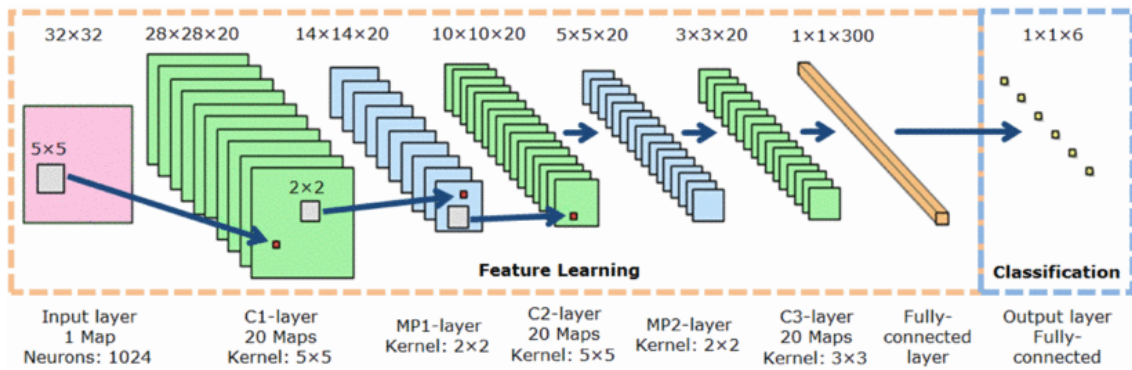 32×32
28×28×20
14×14×20
10×10×20
5×5×20
3×3×20
1×1×300
1×1×6
5×5
2×2
Feature Learning
Classification
Input layer
1 Map
Neurons: 1024
C1-layer
20 Maps
Kernel: 5×5
MP1-layer
Kernel: 2×2
C2-layer
20 Maps
Kernel: 5×5
MP2-layer
Kernel: 2×2
C3-layer
20 Maps
Kernel: 3×3
Fully-
connected
layer
Output layer
Fully-
connected